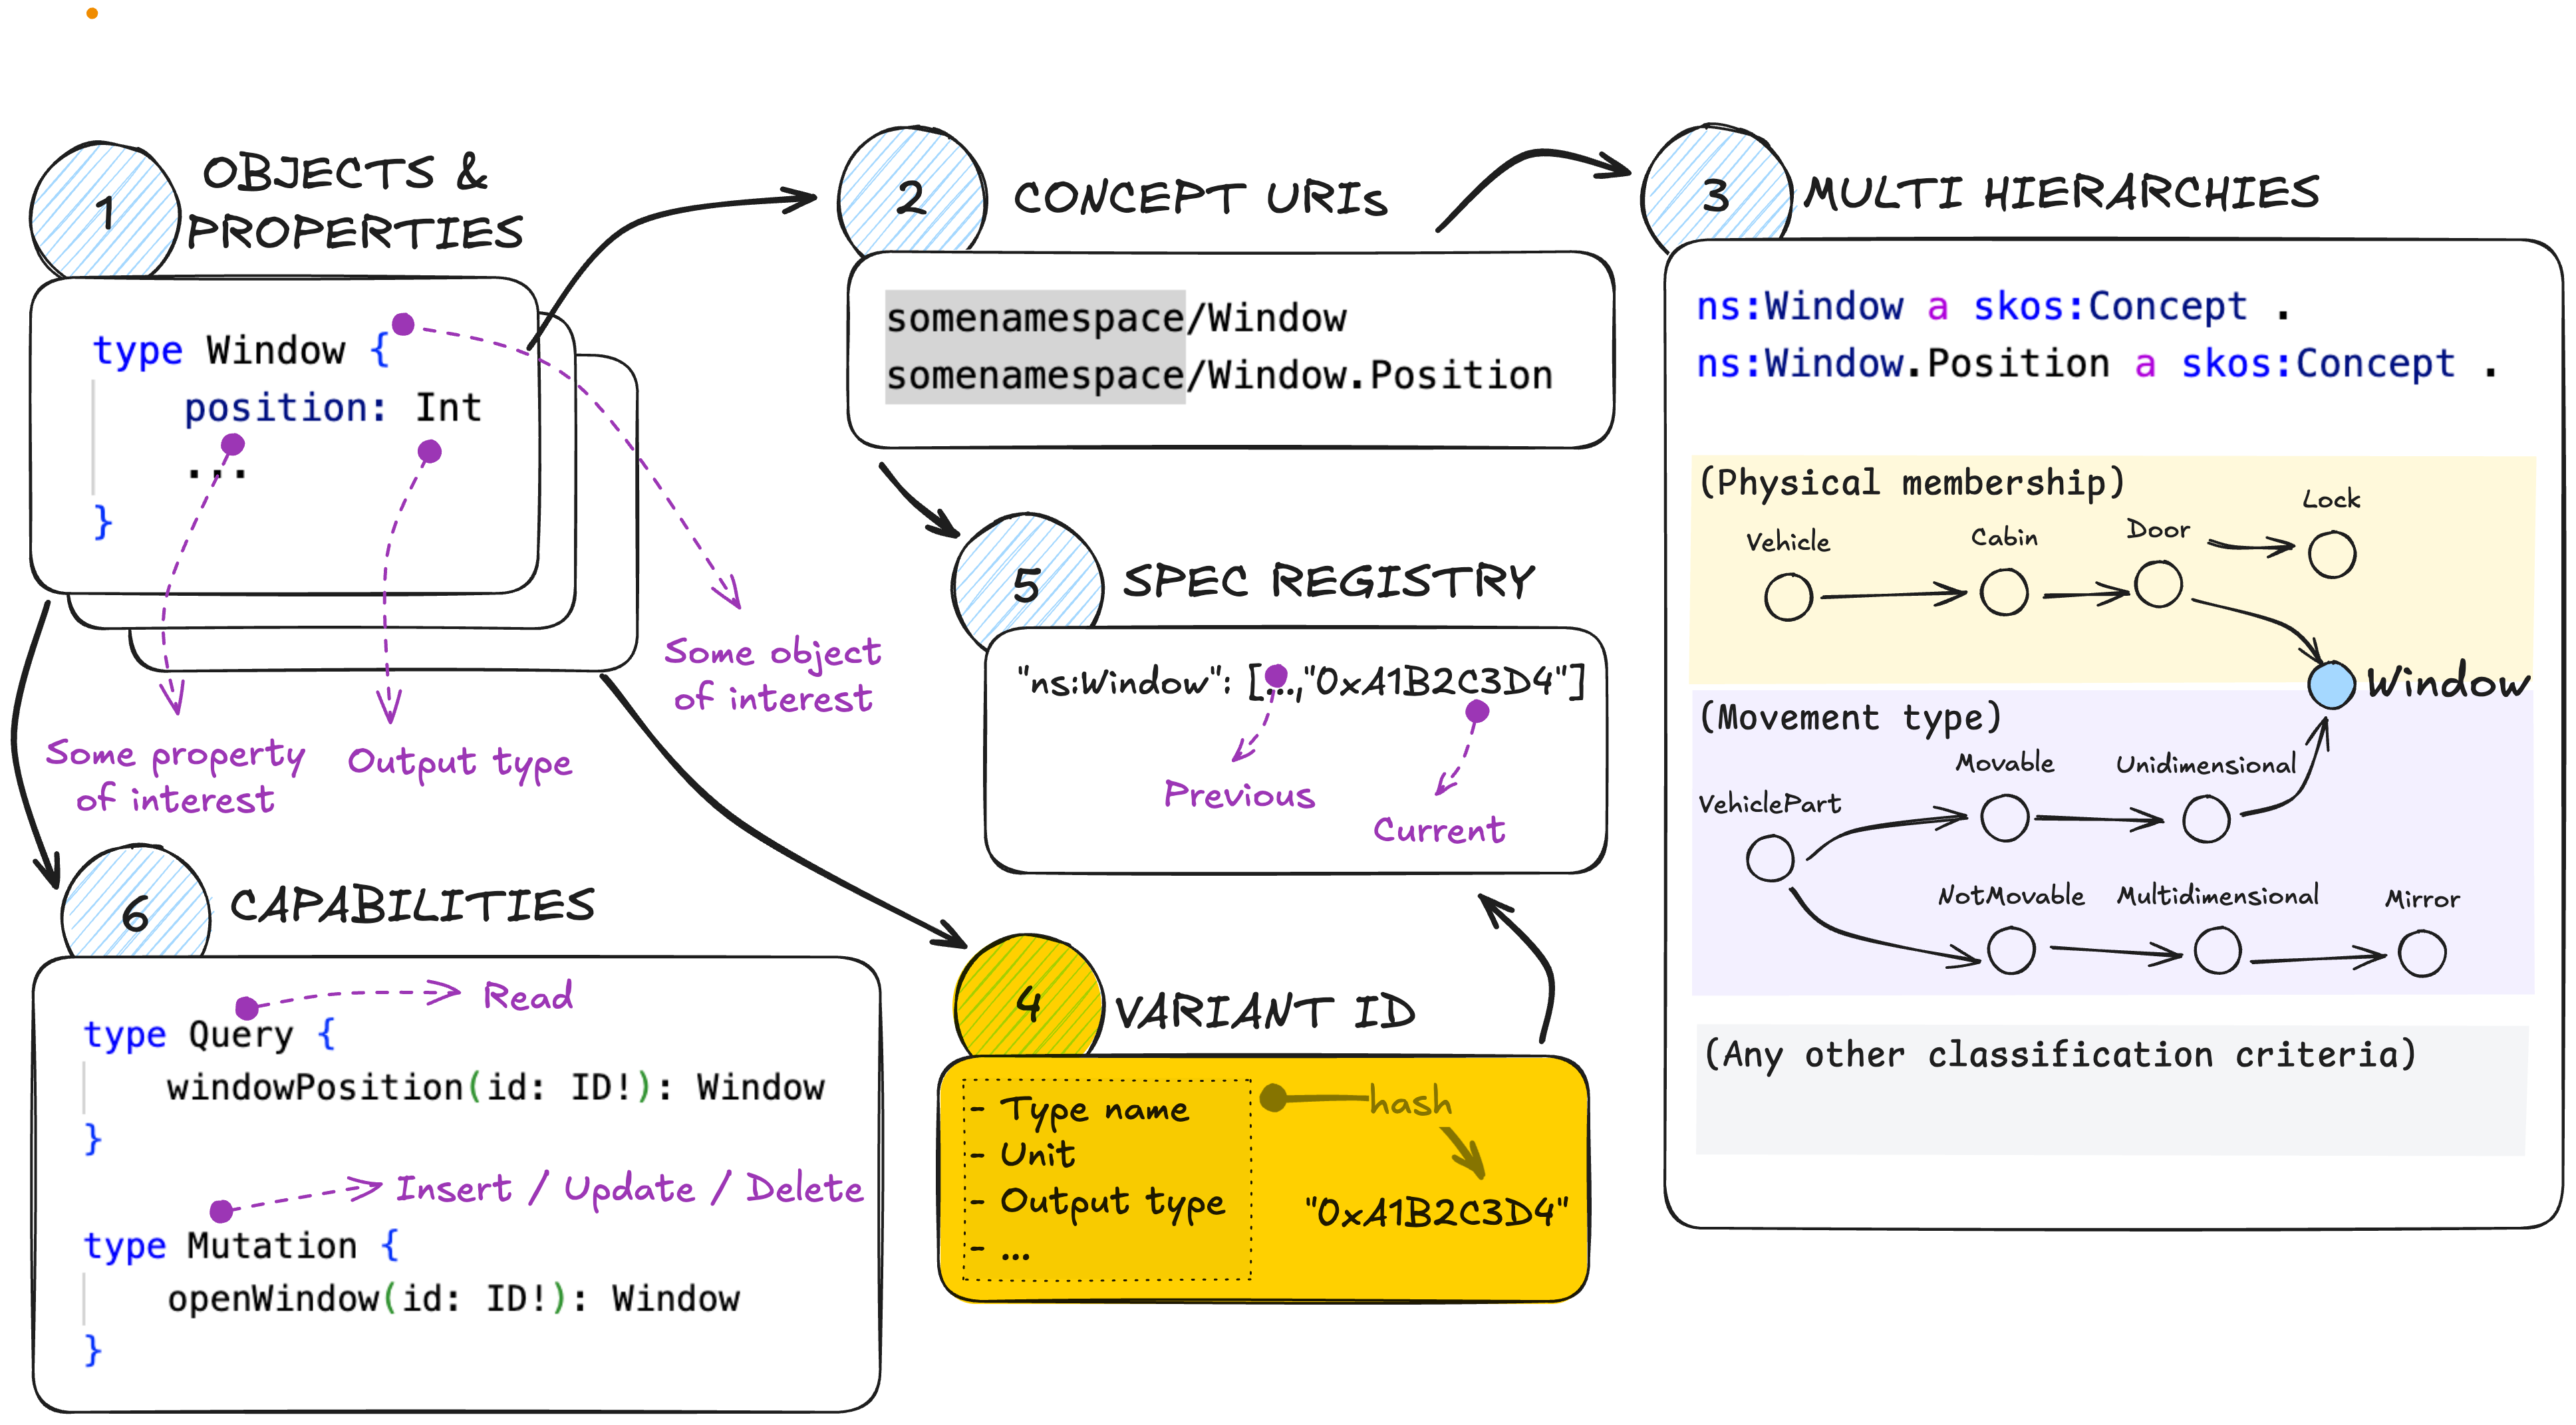 1
OBJECTS &
PROPERTIES
type Window {
position: Int
...
}
Some property
of interest
Output type
Some object
of interest
2
CONCEPT URIs
somenamespace/Window
somenamespace/Window.Position
3
MULTI HIERARCHIES
ns:Window a skos:Concept .
ns:Window.Position a skos:Concept .
(Physical membership)
Vehicle
Cabin
Door
Lock
Window
(Movement type)
VehiclePart
Movable
Unidimensional
NotMovable
Multidimensional
Mirror
(Any other classification criteria)
4
VARIANT ID
- Type name
- Unit
- Output type
- ...
hash
"0xA1B2C3D4"
5
SPEC REGISTRY
"ns:Window": [...,"0xA1B2C3D4"]
Previous
Current
6
CAPABILITIES
Read
type Query {
windowPosition(id: ID!): Window
}
Insert / Update / Delete
type Mutation {
openWindow(id: ID!): Window
}